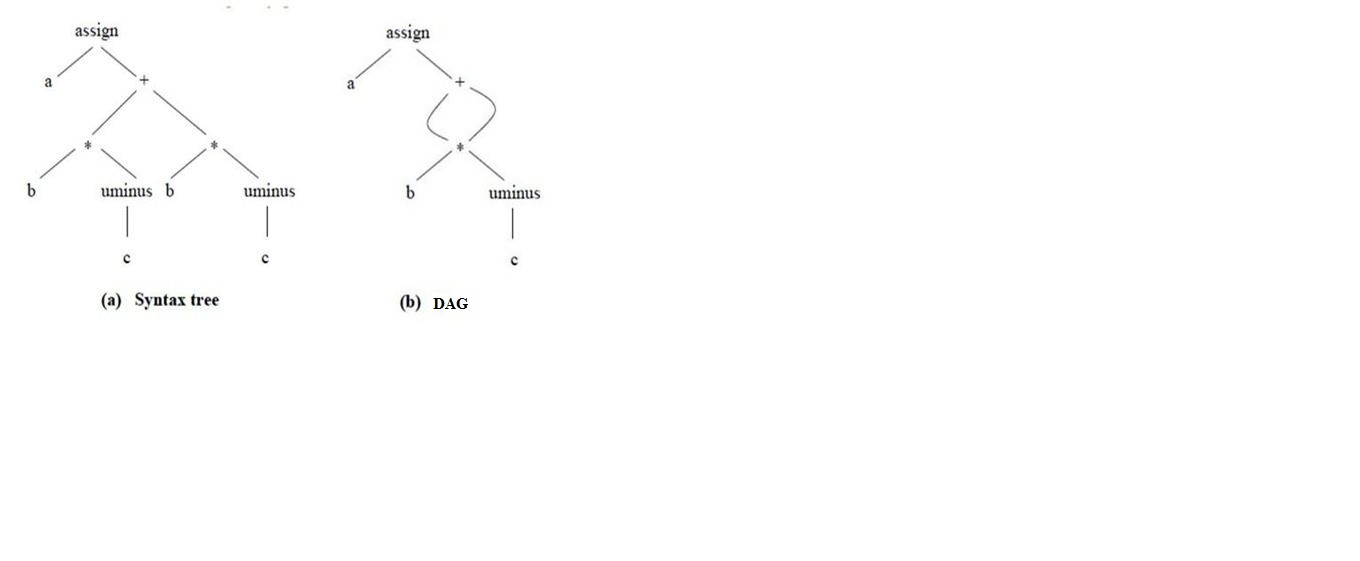 assign assign
a + a +
* * *
b uminus b uminus b uminus
c c c
(a) Syntax tree (b) DAG